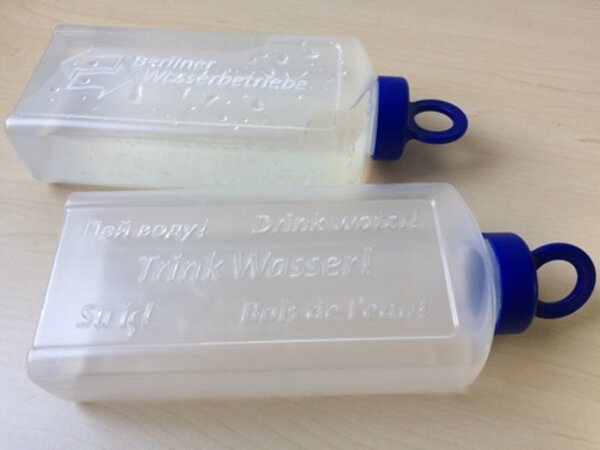 Berliner
Wasserbetriebe
Пей воду! Drink water!
Trink Wasser!
Su iç! Bois de l'eau!